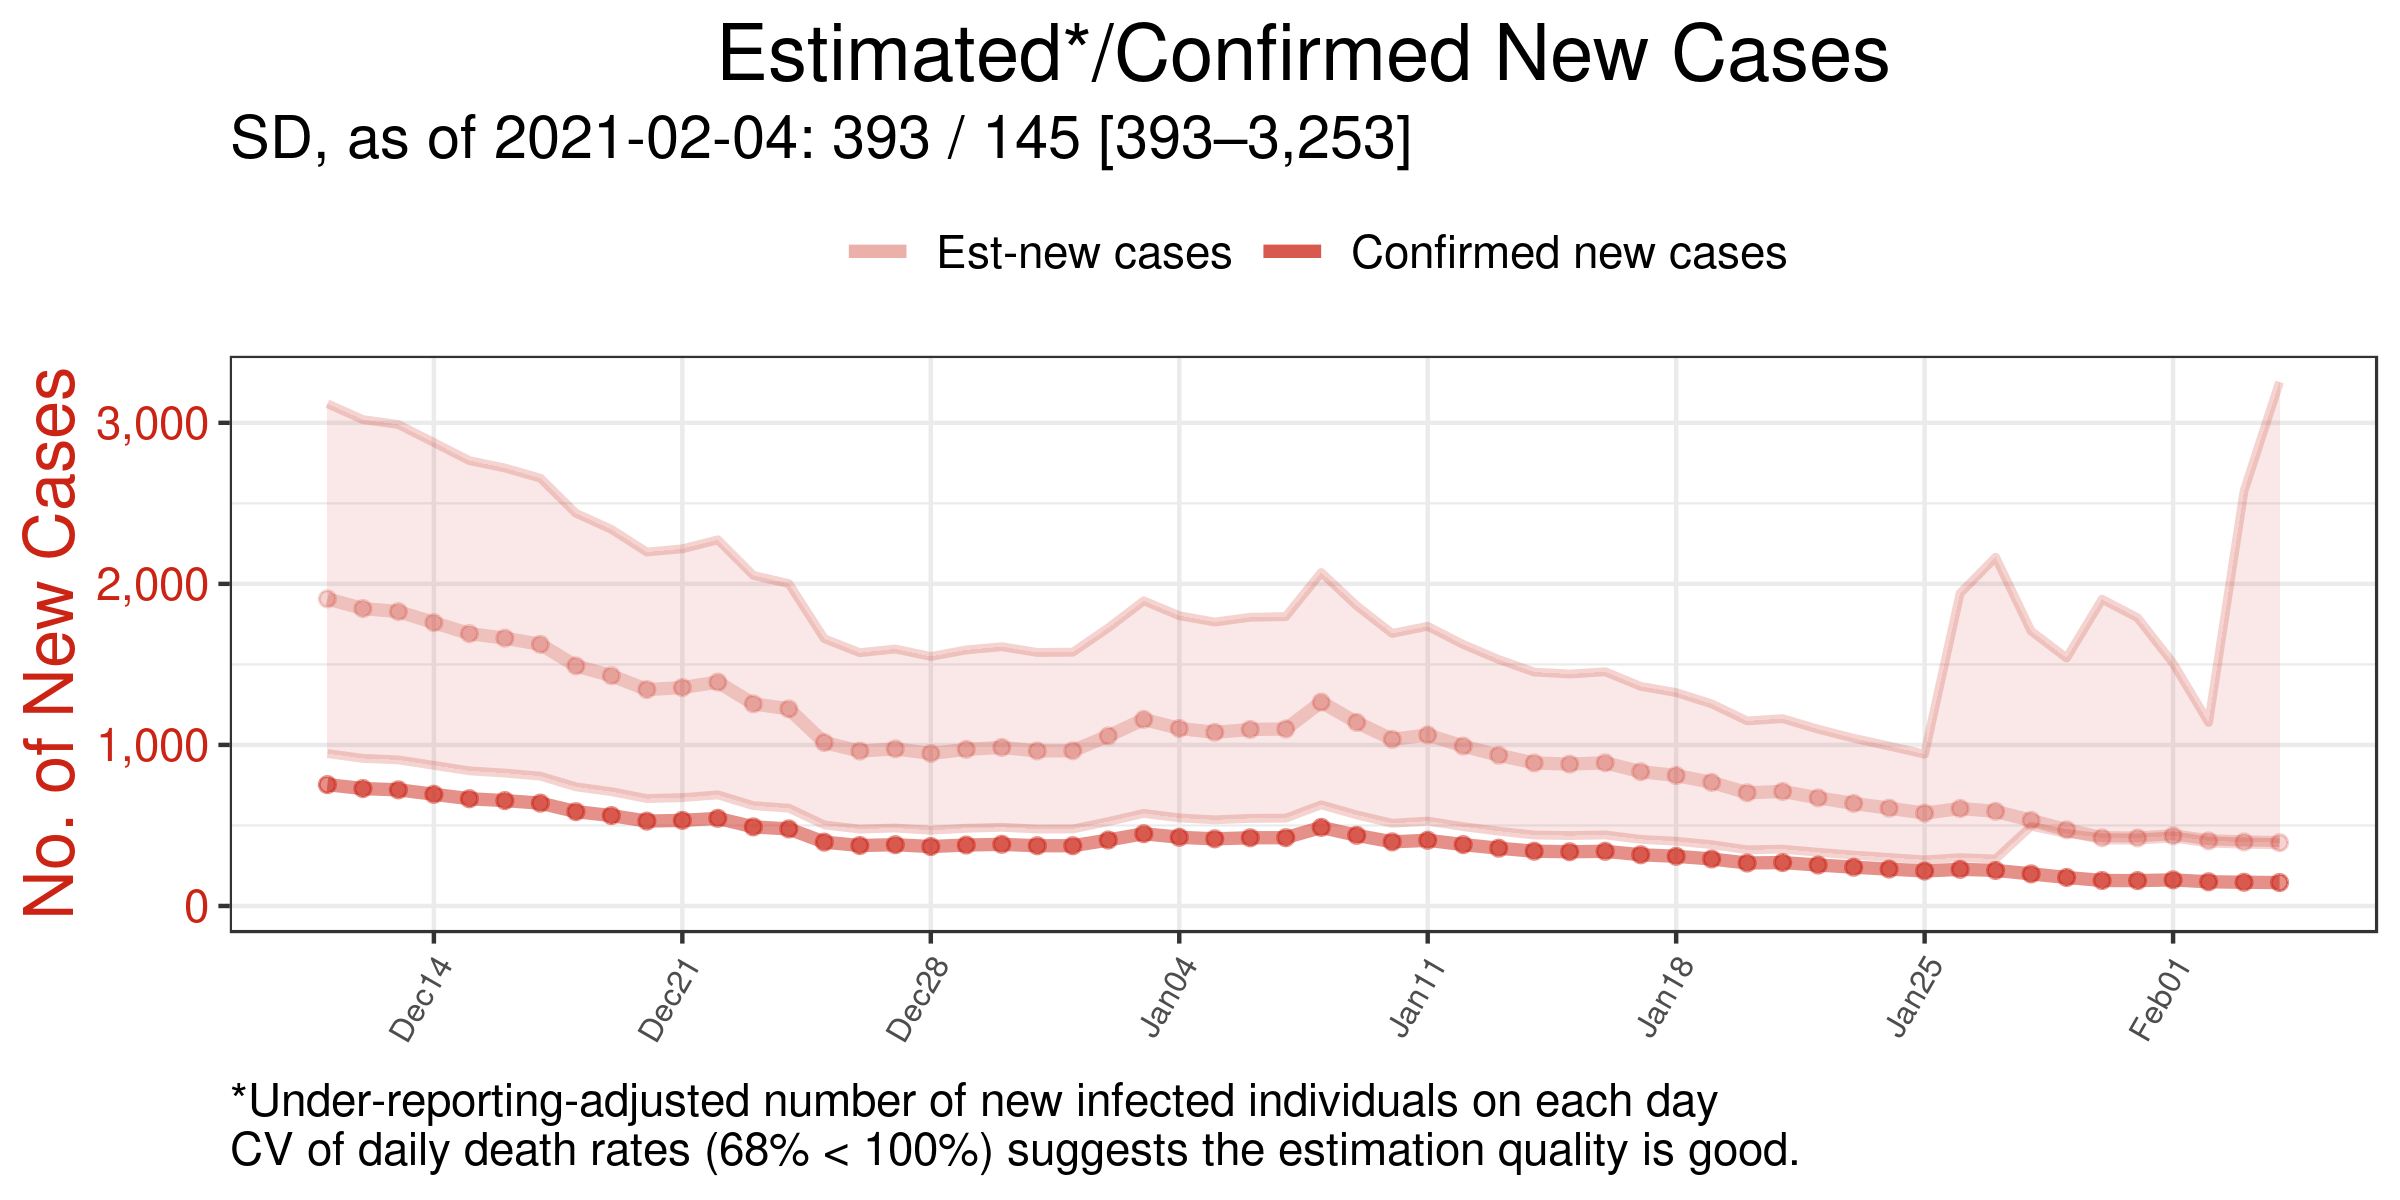 Estimated*/Confirmed New Cases
SD, as of 2021-02-04: 393 / 145 [393–3,253]
Est-new cases Confirmed new cases
No. of New Cases
3,000
2,000
1,000
0
Dec14 Dec21 Dec28 Jan04 Jan11 Jan18 Jan25 Feb01
*Under-reporting-adjusted number of new infected individuals on each day
CV of daily death rates (68% < 100%) suggests the estimation quality is good.